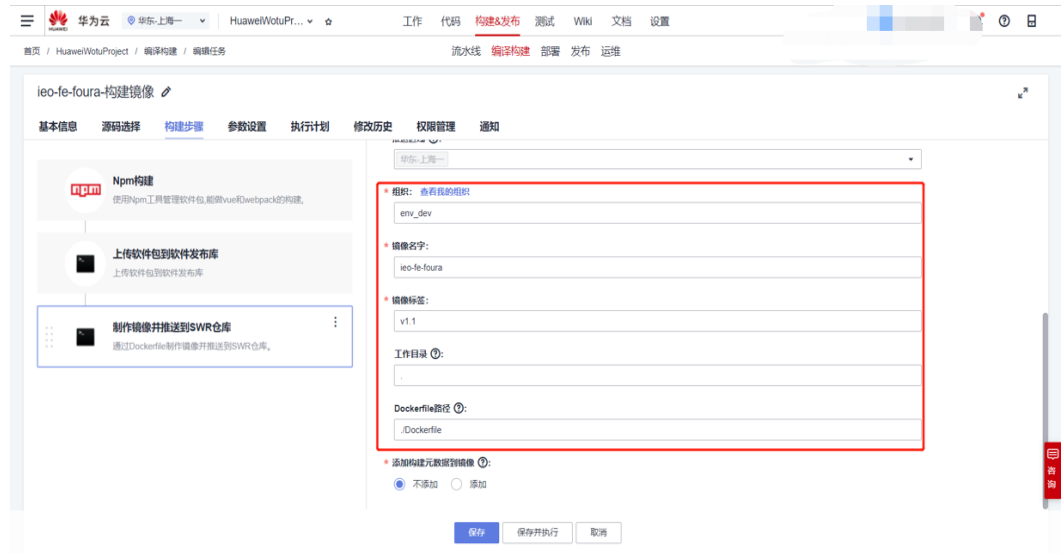 HUAWEI
华为云
华东-上海一
HuaweiWotuPr...
工作 代码 构建&发布 测试 Wiki 文档 设置
首页 / HuaweiWotuProject / 编译构建 / 编辑任务
流水线 编译构建 部署 发布 运维
ieo-fe-foura-构建镜像
基本信息 源码选择 构建步骤 参数设置 执行计划 修改历史 权限管理 通知
npm
Npm构建
使用Npm工具管理软件包,能做vue和webpack的构建,
上传软件包到软件发布库
上传软件包到软件发布库
制作镜像并推送到SWR仓库
通过Dockerfile制作镜像并推送到SWR仓库。
华东-上海一
* 组织: 查看我的组织
env_dev
* 镜像名字:
ieo-fe-foura
* 镜像标签:
v1.1
工作目录 ?:
.
Dockerfile路径 ?:
./Dockerfile
* 添加构建元数据到镜像 ?:
不添加 添加
咨询
保存 保存并执行 取消